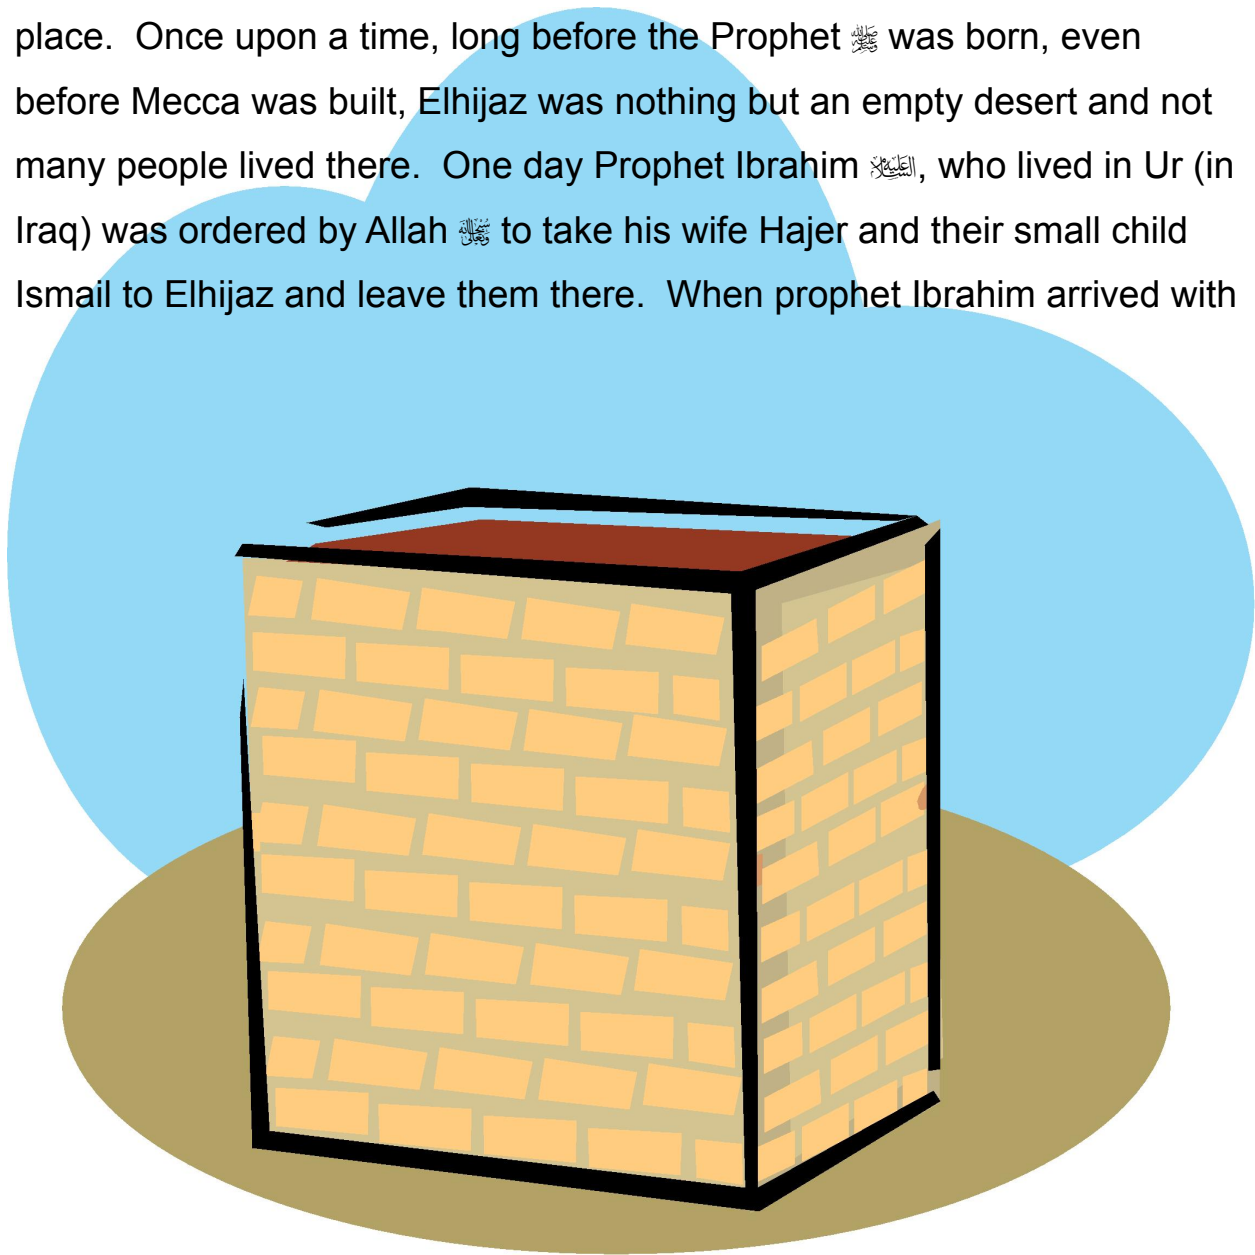 place.  Once upon a time, long before the Prophet ﷺ was born, even
before Mecca was built, Elhijaz was nothing but an empty desert and not
many people lived there.  One day Prophet Ibrahim عليه السلام, who lived in Ur (in
Iraq) was ordered by Allah سبحانه وتعالى to take his wife Hajer and their small child
Ismail to Elhijaz and leave them there.  When prophet Ibrahim arrived with